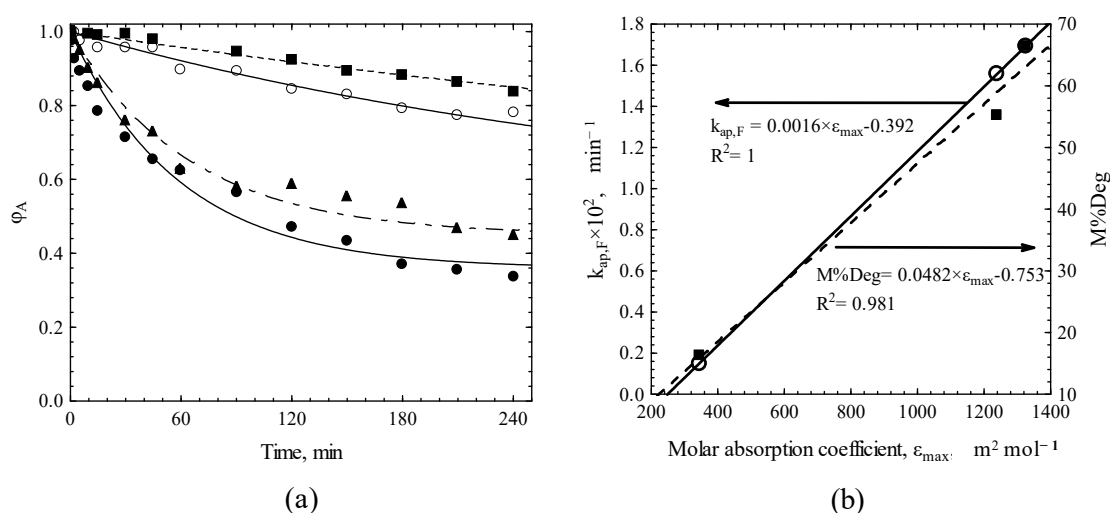 1.0
0.8
0.6
0.4
0.2
0.0
φA
0 60 120 180 240
Time, min
(a)
1.8
1.6
1.4
1.2
1.0
0.8
0.6
0.4
0.2
0.0
kap,F×10², min⁻¹
kap,F = 0.0016×εmax-0.392
R²= 1
M%Deg= 0.0482×εmax-0.753
R² = 0.981
70
60
50
40
30
20
10
M%Deg
200 400 600 800 1000 1200 1400
Molar absorption coefficient, εmax, m² mol⁻¹
(b)